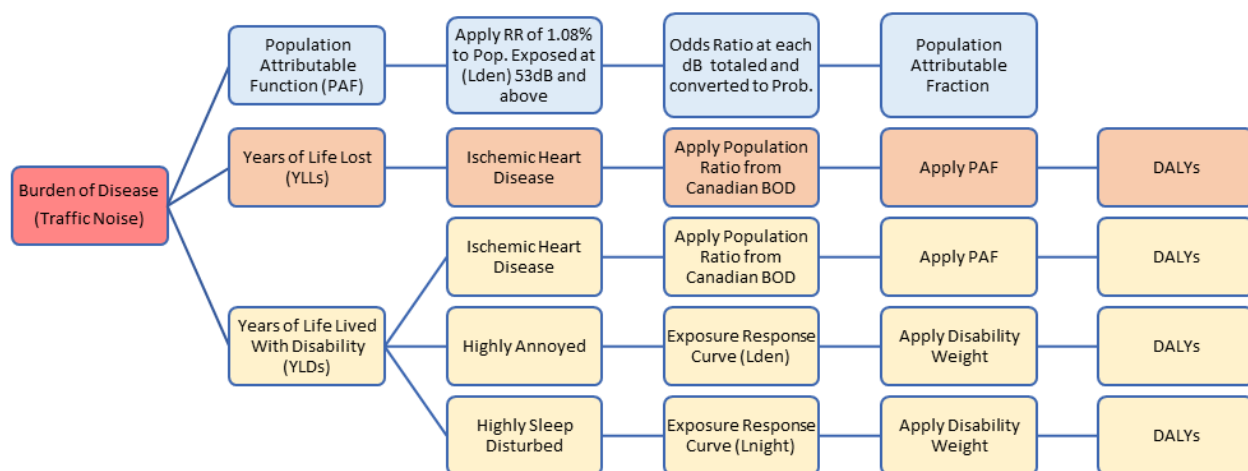 Population
Attributable
Function (PAF)
Apply RR of 1.08%
to Pop. Exposed at
(Lden) 53dB and
above
Odds Ratio at each
dB totaled and
converted to Prob.
Population
Attributable
Fraction
Years of Life Lost
(YLLs)
Ischemic Heart
Disease
Apply Population
Ratio from
Canadian BOD
Apply PAF
DALYs
Burden of Disease
(Traffic Noise)
Ischemic Heart
Disease
Apply Population
Ratio from
Canadian BOD
Apply PAF
DALYs
Years of Life Lived
With Disability
(YLDs)
Highly Annoyed
Exposure Response
Curve (Lden)
Apply Disability
Weight
DALYs
Highly Sleep
Disturbed
Exposure Response
Curve (Lnight)
Apply Disability
Weight
DALYs